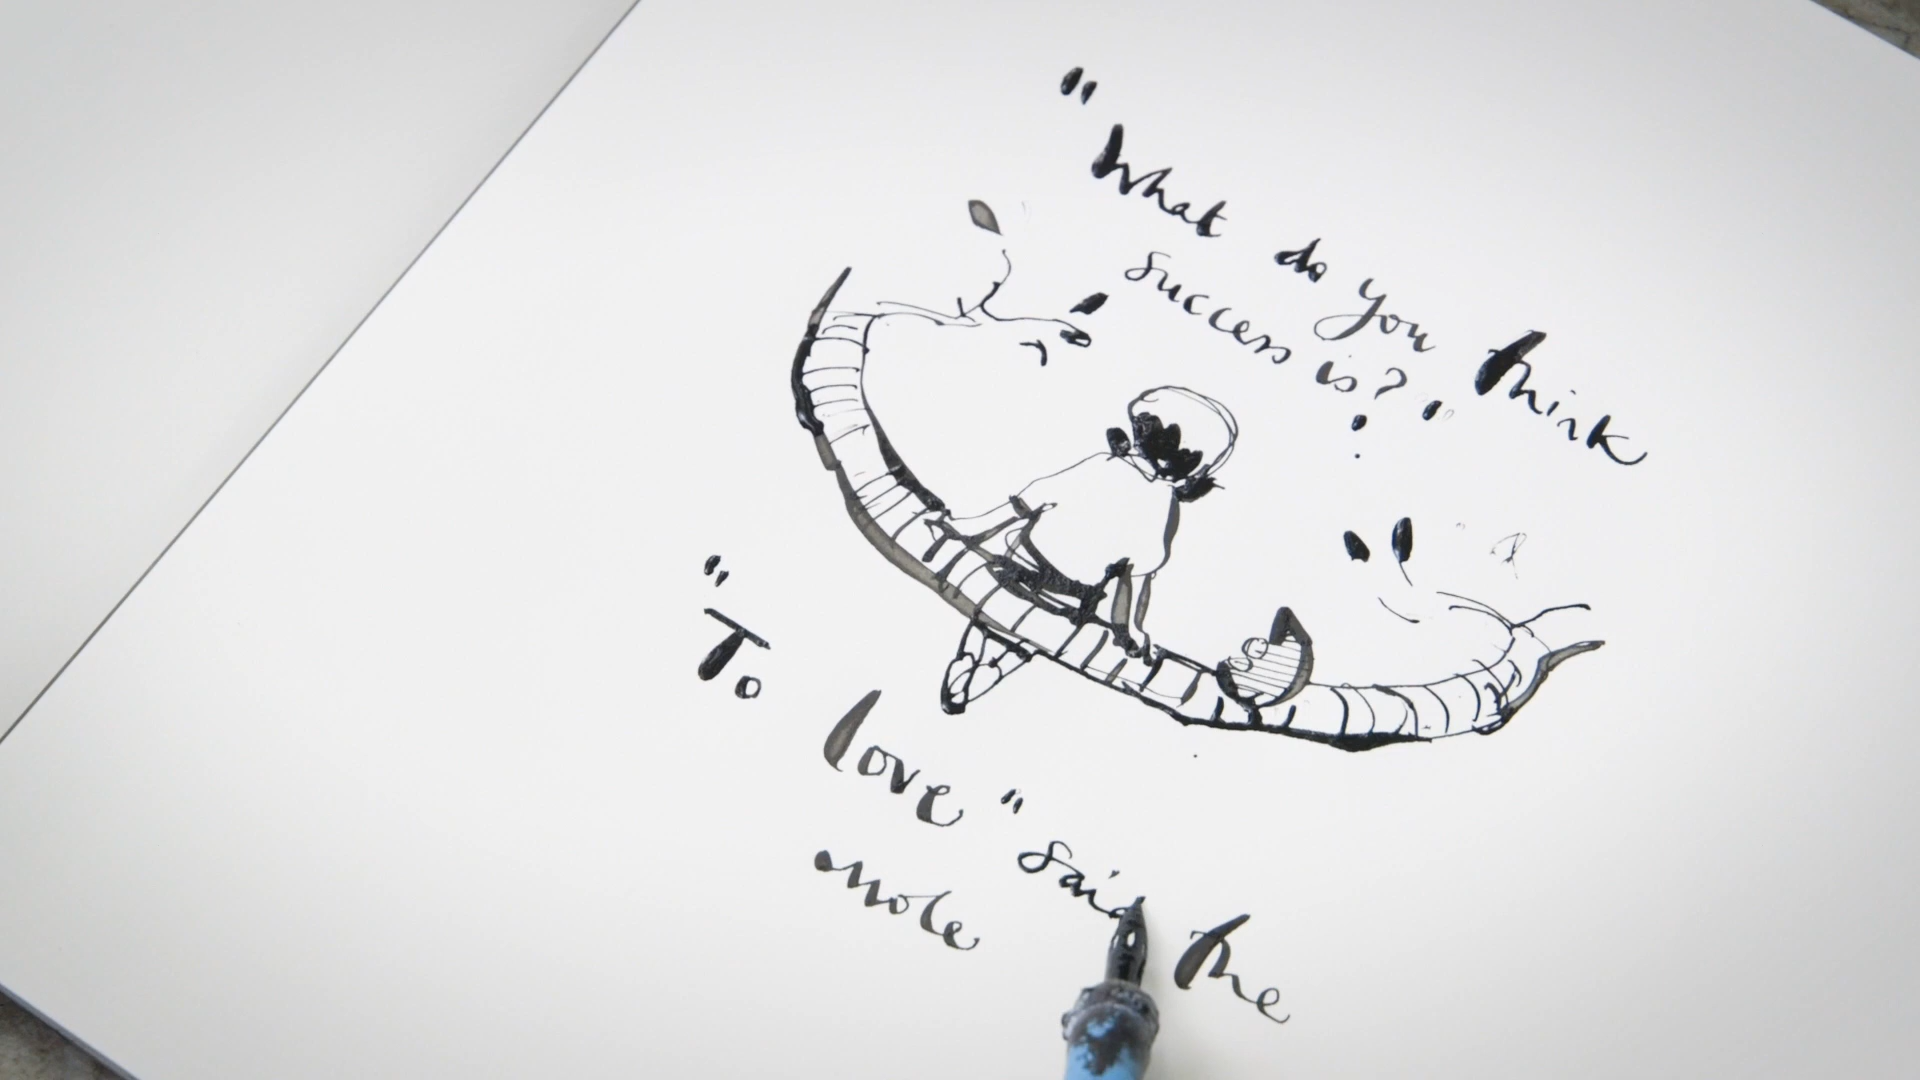 "What do you think
success is?"
"To love" said the
mole